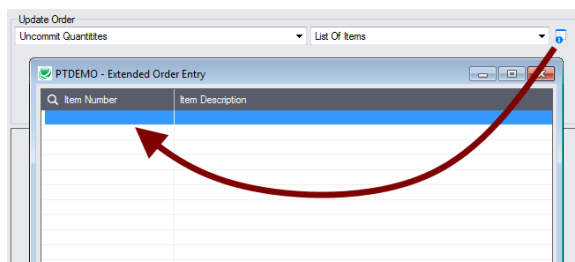 Update Order
Uncommit Quantitites List Of Items
PTDEMO - Extended Order Entry
Item Number Item Description